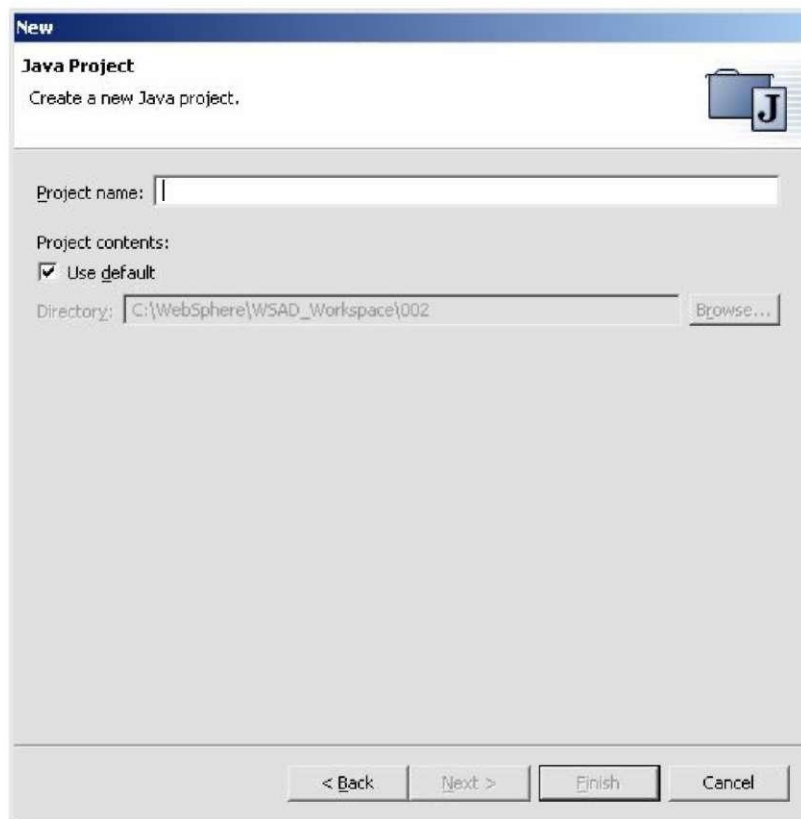 New
Java Project
Create a new Java project.
J
Project name:
Project contents:
Use default
Directory: C:\WebSphere\WSAD_Workspace\002 Browse...
< Back Next > Finish Cancel